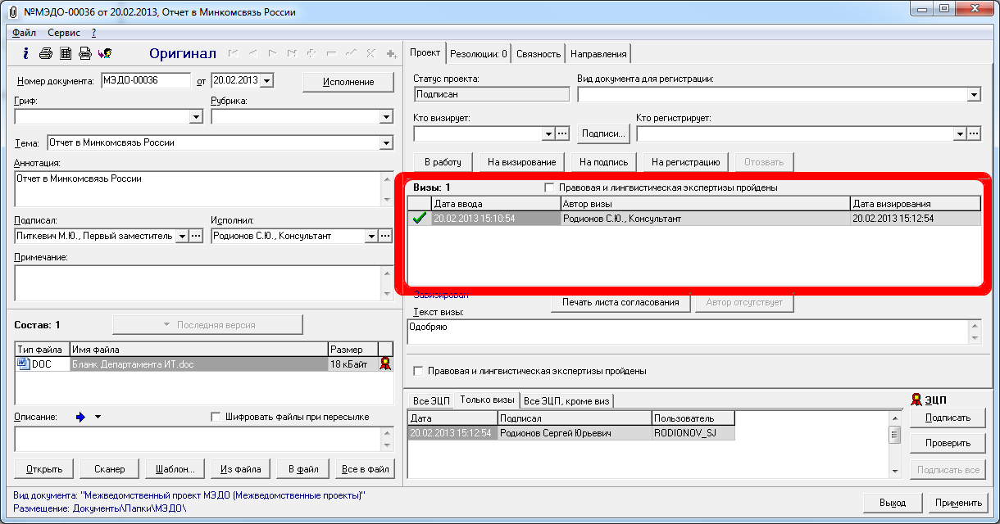 №МЭДО-00036 от 20.02.2013, Отчет в Минкомсвязь России
Файл Сервис ?
Оригинал
Номер документа: МЭДО-00036 от 20.02.2013 Исполнение
Гриф: Рубрика:
Тема: Отчет в Минкомсвязь России
Аннотация:
Отчет в Минкомсвязь России
Подписал: Исполнил:
Питкевич М.Ю., Первый заместитель Родионов С.Ю., Консультант
Примечание:
Состав: 1 Последняя версия
Тип файла Имя файла Размер
DOC Бланк Департамента ИТ.doc 18 кБайт
Описание: Шифровать файлы при пересылке
Открыть Сканер Шаблон... Из файла В файл Все в файл
Проект Резолюции: 0 Связность Направления
Статус проекта: Вид документа для регистрации:
Подписан
Кто визирует: Кто регистрирует:
Подписи...
В работу На визирование На подпись На регистрацию Отозвать
Визы: 1 Правовая и лингвистическая экспертизы пройдены
Дата ввода Автор визы Дата визирования
20.02.2013 15:10:54 Родионов С.Ю., Консультант 20.02.2013 15:12:54
Завизирован
Печать листа согласования Автор отсутствует
Текст визы:
Одобряю
Правовая и лингвистическая экспертизы пройдены
Все ЭЦП Только визы Все ЭЦП, кроме виз ЭЦП
Дата Подписал Пользователь
20.02.2013 15:12:54 Родионов Сергей Юрьевич RODIONOV_SJ
Подписать
Проверить
Подписать все
Вид документа: "Межведомственный проект МЭДО (Межведомственные проекты)"
Размещение: Документы\Папки\МЭДО\
Выход Применить